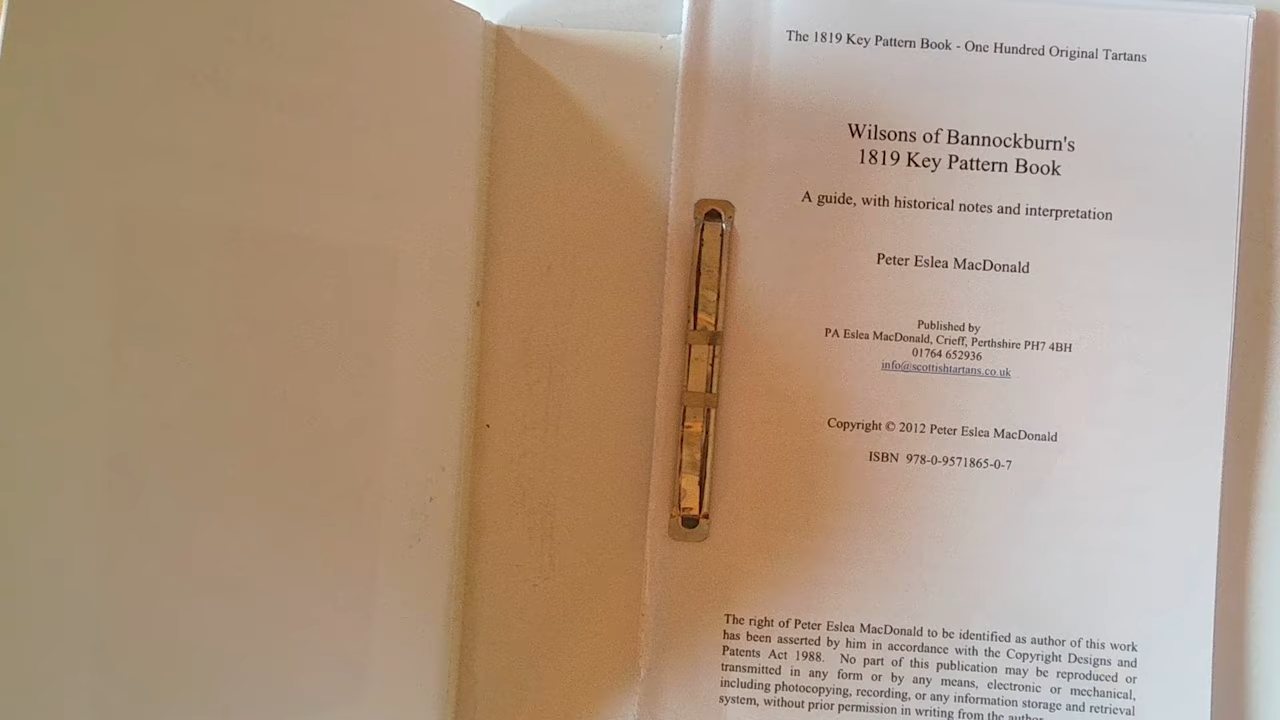 The 1819 Key Pattern Book - One Hundred Original Tartans
Wilsons of Bannockburn's
1819 Key Pattern Book
A guide, with historical notes and interpretation
Peter Eslea MacDonald
Published by
PA Eslea MacDonald, Crieff, Perthshire PH7 4BH
01764 652936
info@scottishtartans.co.uk
Copyright © 2012 Peter Eslea MacDonald
ISBN 978-0-9571865-0-7
The right of Peter Eslea MacDonald to be identified as author of this work
has been asserted by him in accordance with the Copyright Designs and
Patents Act 1988. No part of this publication may be reproduced or
transmitted in any form or by any means, electronic or mechanical,
including photocopying, recording, or any information storage and retrieval
system, without prior permission in writing from the